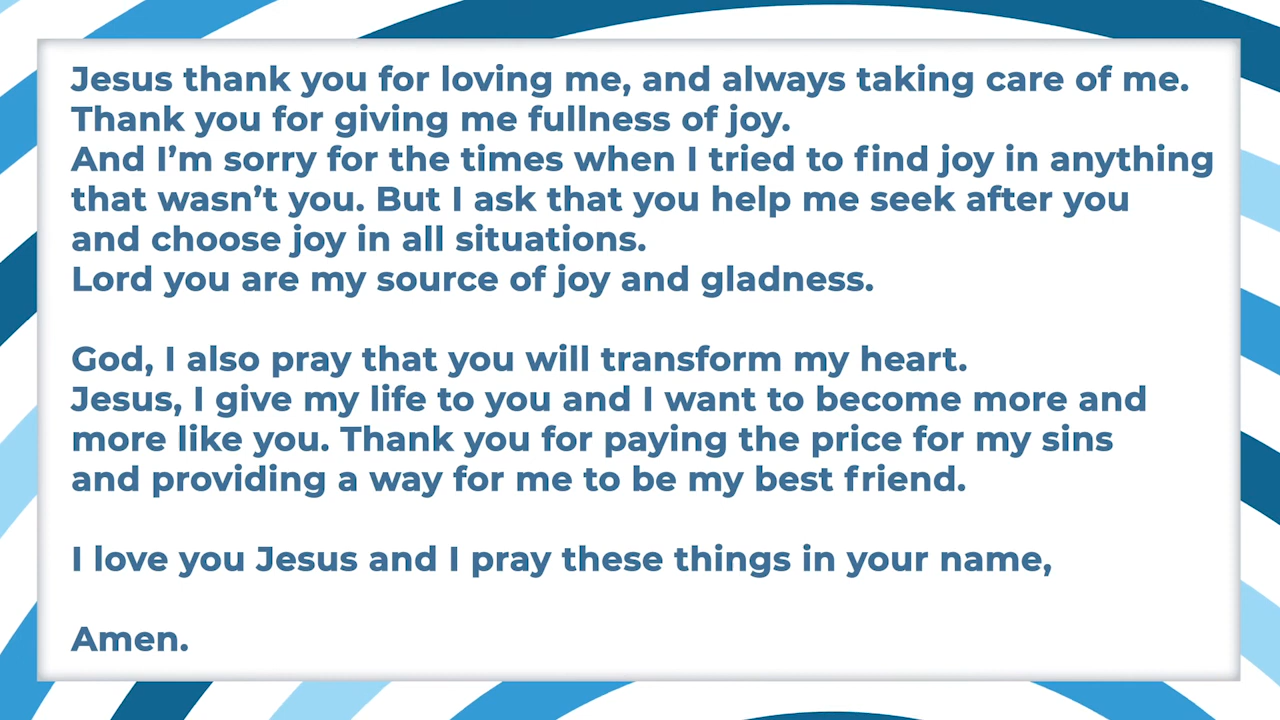 Jesus thank you for loving me, and always taking care of me.
Thank you for giving me fullness of joy.
And I’m sorry for the times when I tried to find joy in anything
that wasn’t you. But I ask that you help me seek after you
and choose joy in all situations.
Lord you are my source of joy and gladness.
God, I also pray that you will transform my heart.
Jesus, I give my life to you and I want to become more and
more like you. Thank you for paying the price for my sins
and providing a way for me to be my best friend.
I love you Jesus and I pray these things in your name,
Amen.